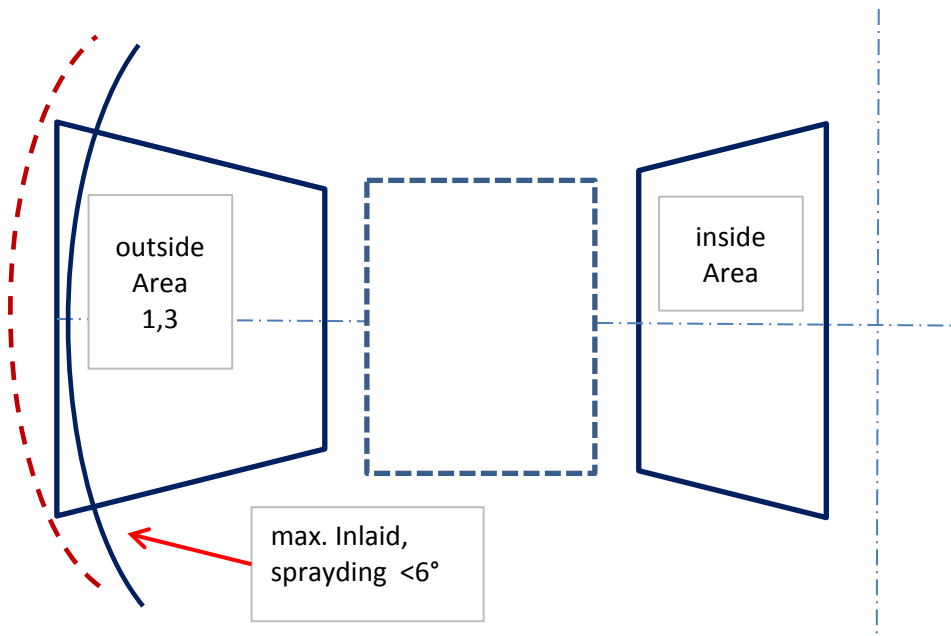 outside
Area
1,3
inside
Area
max. Inlaid,
sprayding <6°